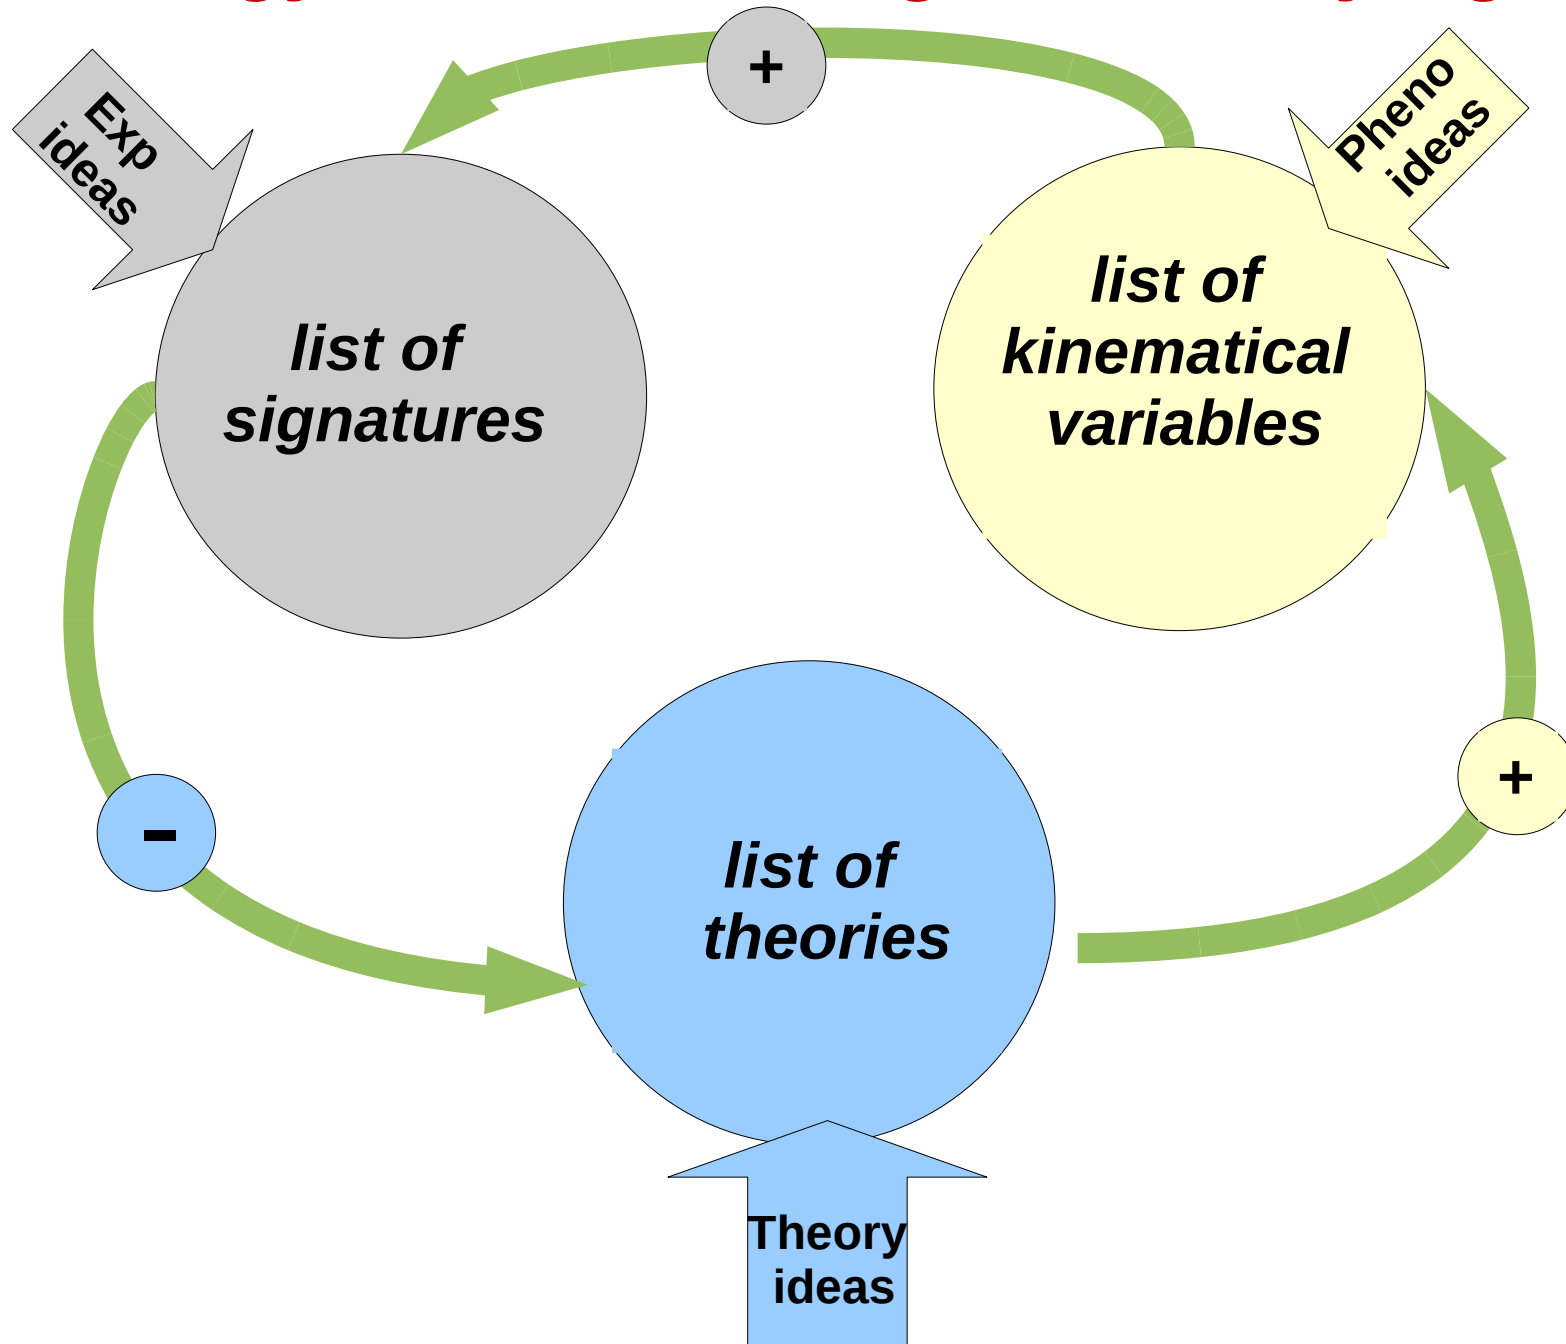 +
Exp
ideas
Pheno
ideas
list of
signatures
list of
kinematical
variables
-
+
list of
theories
Theory
ideas